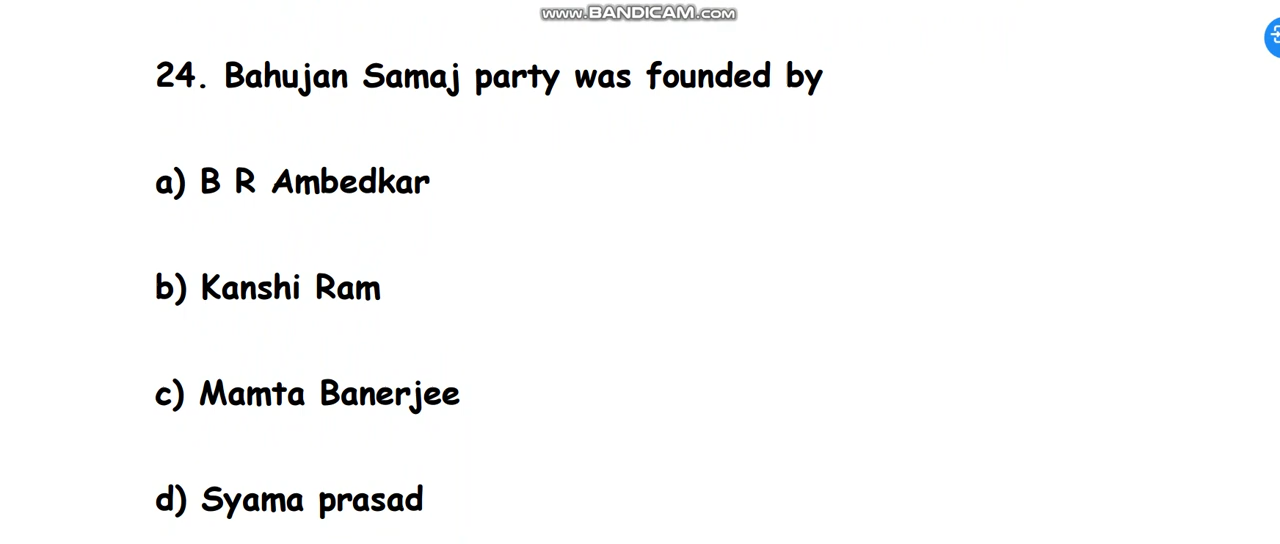 www.BANDICAM.com
24. Bahujan Samaj party was founded by
a) B R Ambedkar
b) Kanshi Ram
c) Mamta Banerjee
d) Syama prasad